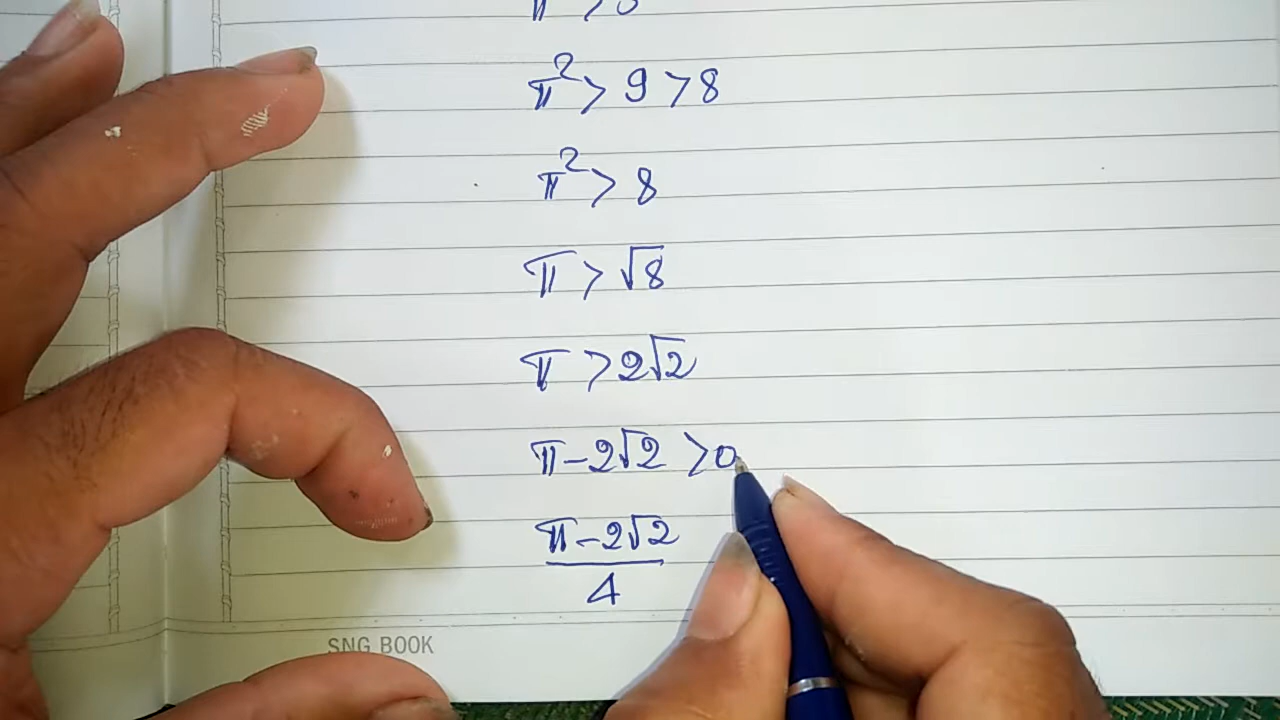 π² > 9 > 8
π² > 8
π > √8
π > 2√2
π - 2√2 > 0
π - 2√2
4
SNG BOOK